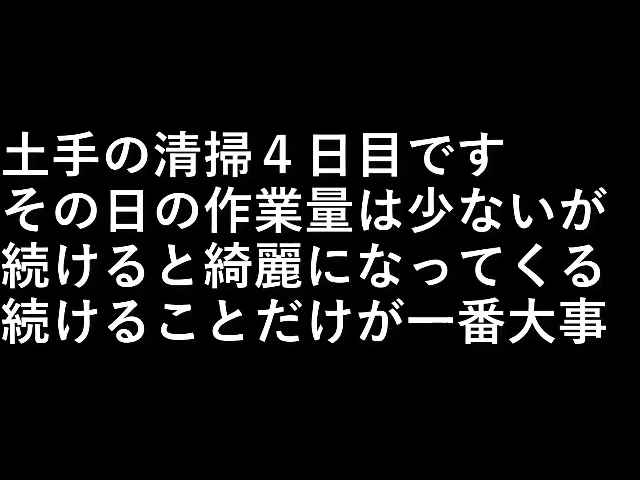 土手の清掃４日目です
その日の作業量は少ないが
続けると綺麗になってくる
続けることだけが一番大事